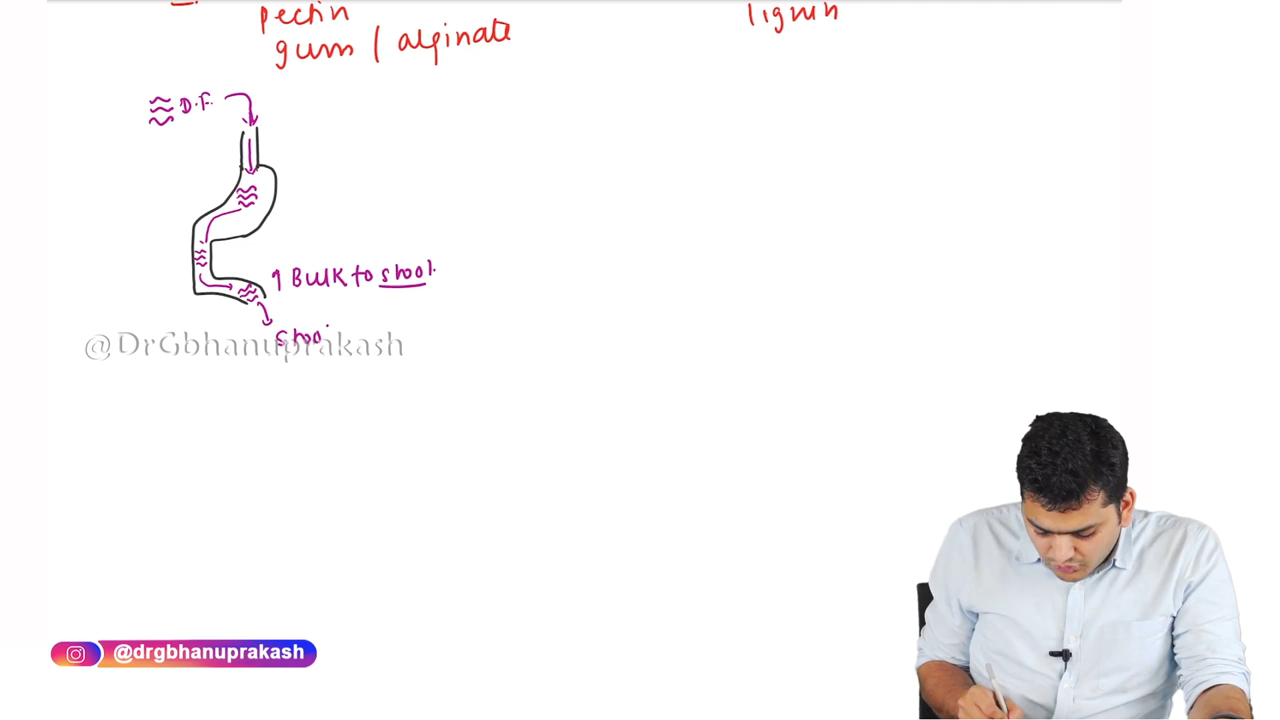 pectin
lignin
gum / alginate
D.F.
↑ Bulk to stool.
stool
@DrGbhanuprakash
@drgbhanuprakash